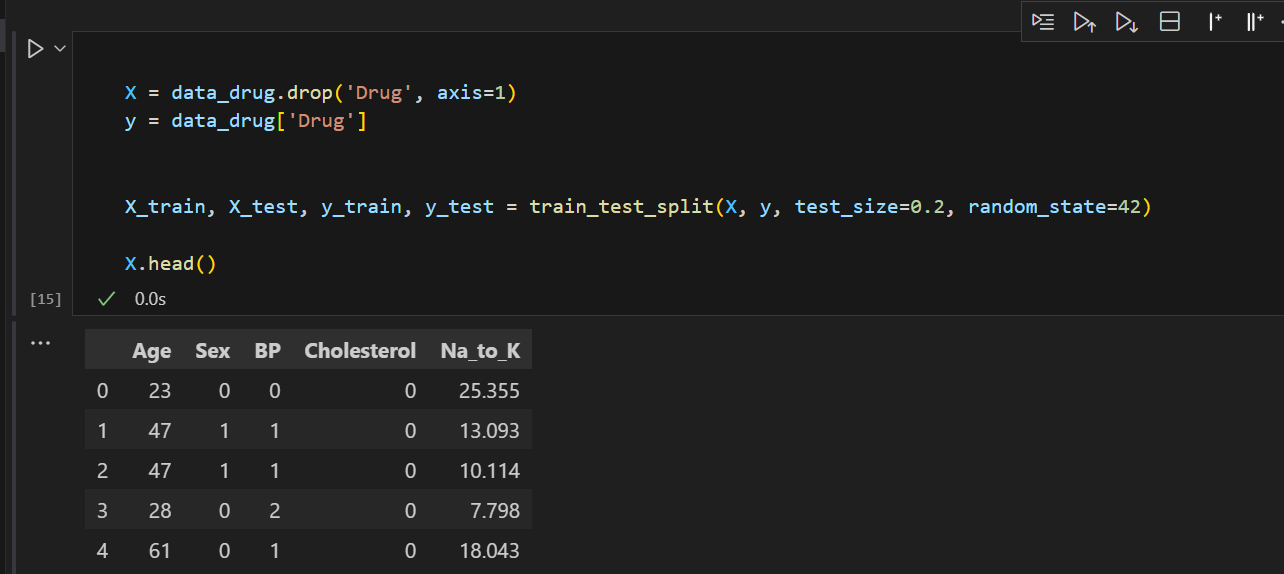 X = data_drug.drop('Drug', axis=1)
y = data_drug['Drug']
X_train, X_test, y_train, y_test = train_test_split(X, y, test_size=0.2, random_state=42)
X.head()
[15] 0.0s
Age Sex BP Cholesterol Na_to_K
0 23 0 0 0 25.355
1 47 1 1 0 13.093
2 47 1 1 0 10.114
3 28 0 2 0 7.798
4 61 0 1 0 18.043